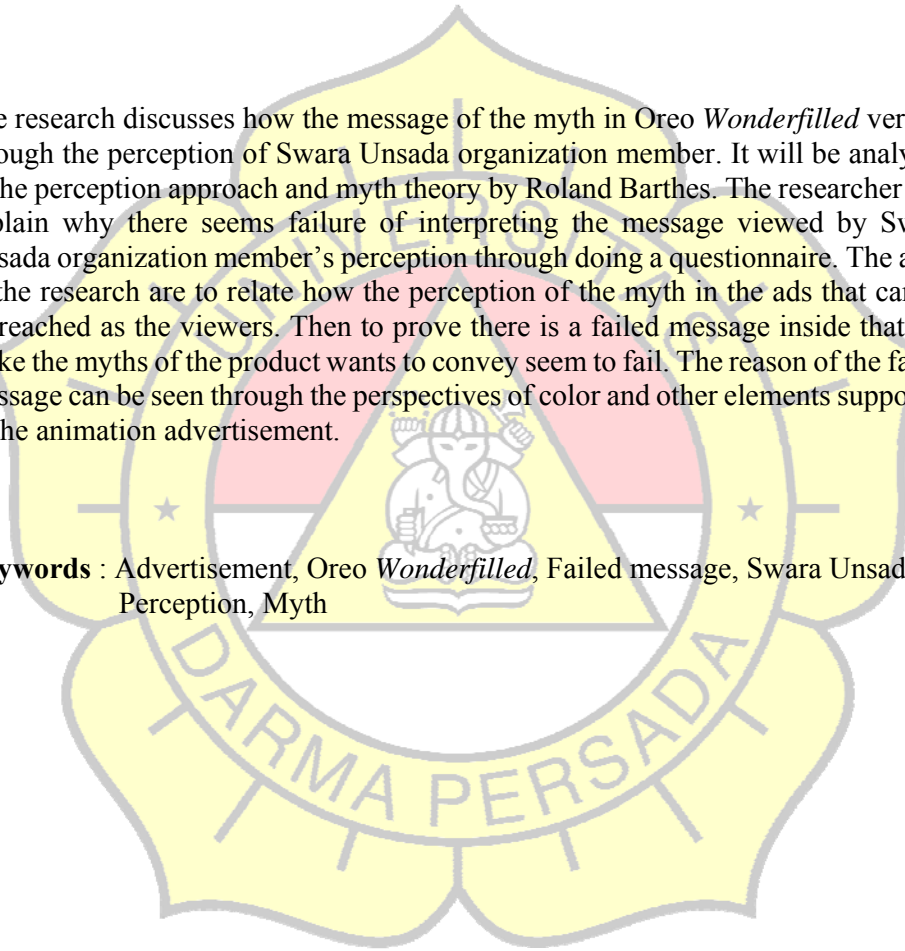 e research discusses how the message of the myth in Oreo Wonderfilled ver
ough the perception of Swara Unsada organization member. It will be analy
he perception approach and myth theory by Roland Barthes. The researcher
plain why there seems failure of interpreting the message viewed by Sw
sada organization member's perception through doing a questionnaire. The a
the research are to relate how the perception of the myth in the ads that can
reached as the viewers. Then to prove there is a failed message inside that
ke the myths of the product wants to convey seem to fail. The reason of the fa
ssage can be seen through the perspectives of color and other elements suppo
he animation advertisement.
ywords : Advertisement, Oreo Wonderfilled, Failed message, Swara Unsad
Perception, Myth
UNIVERSITAS
DARMA PERSADA